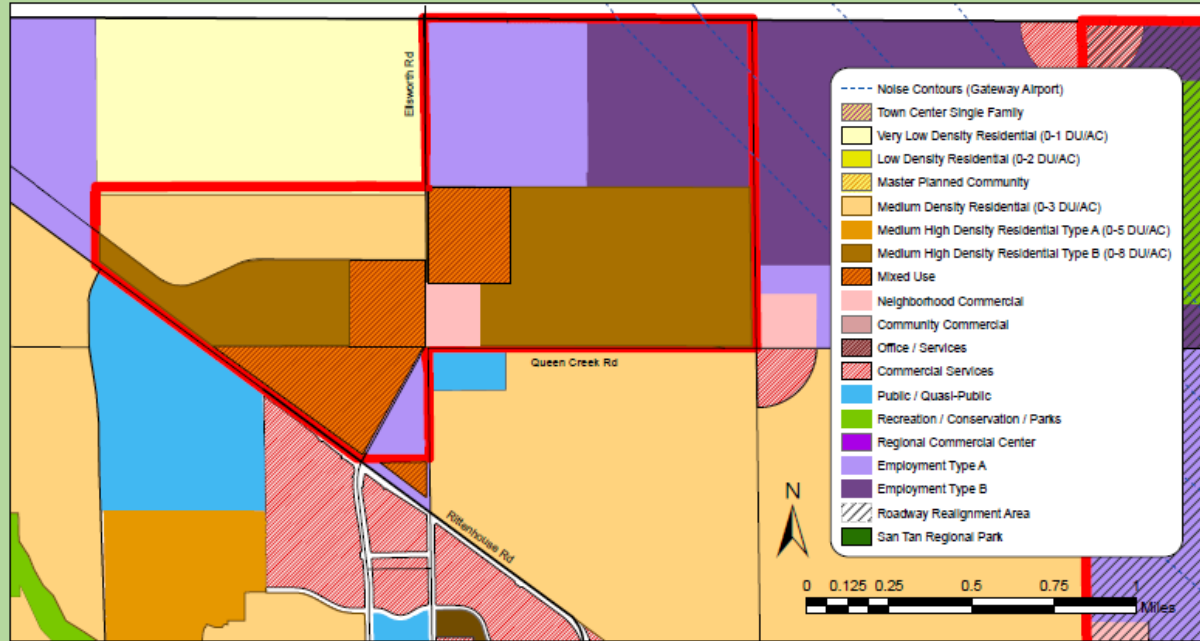 Ellsworth Rd
Noise Contours (Gateway Airport)
Town Center Single Family
Very Low Density Residential (0-1 DU/AC)
Low Density Residential (0-2 DU/AC)
Master Planned Community
Medium Density Residential (0-3 DU/AC)
Medium High Density Residential Type A (0-5 DU/AC)
Medium High Density Residential Type B (0-8 DU/AC)
Mixed Use
Neighborhood Commercial
Community Commercial
Office / Services
Commercial Services
Public / Quasi-Public
Recreation / Conservation / Parks
Regional Commercial Center
Employment Type A
Employment Type B
Roadway Realignment Area
San Tan Regional Park
Queen Creek Rd
N
Rittenhouse Rd
0 0.125 0.25 0.5 0.75 1
Miles